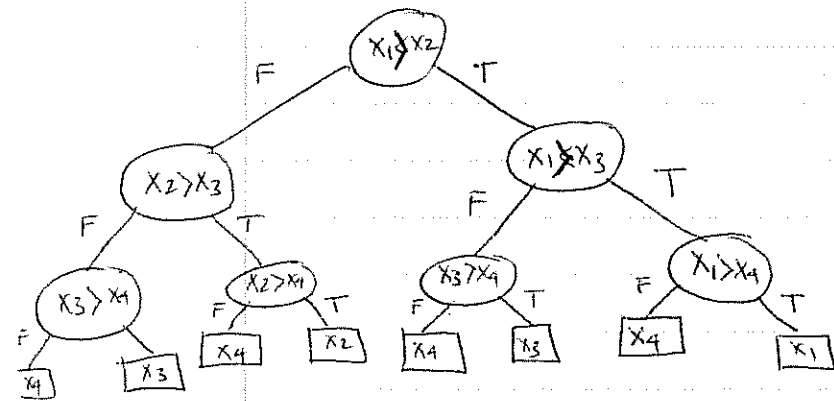 x₁>x₂
F T
x₂>x₃ x₁>x₃
F T F T
x₃>x₄ x₂>x₄ x₃>x₄ x₁>x₄
F F T F T F T
x₄ x₃ x₄ x₂ x₄ x₃ x₄ x₁